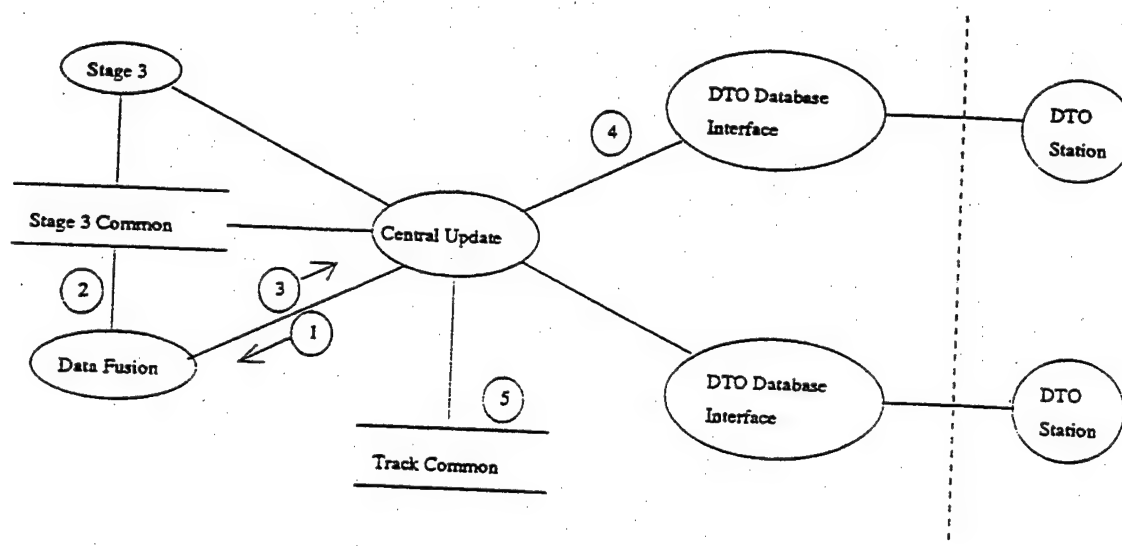 Stage 3
DTO Database
Interface
DTO
Station
4
Stage 3 Common
Central Update
2
3
1
Data Fusion
DTO Database
Interface
DTO
Station
5
Track Common